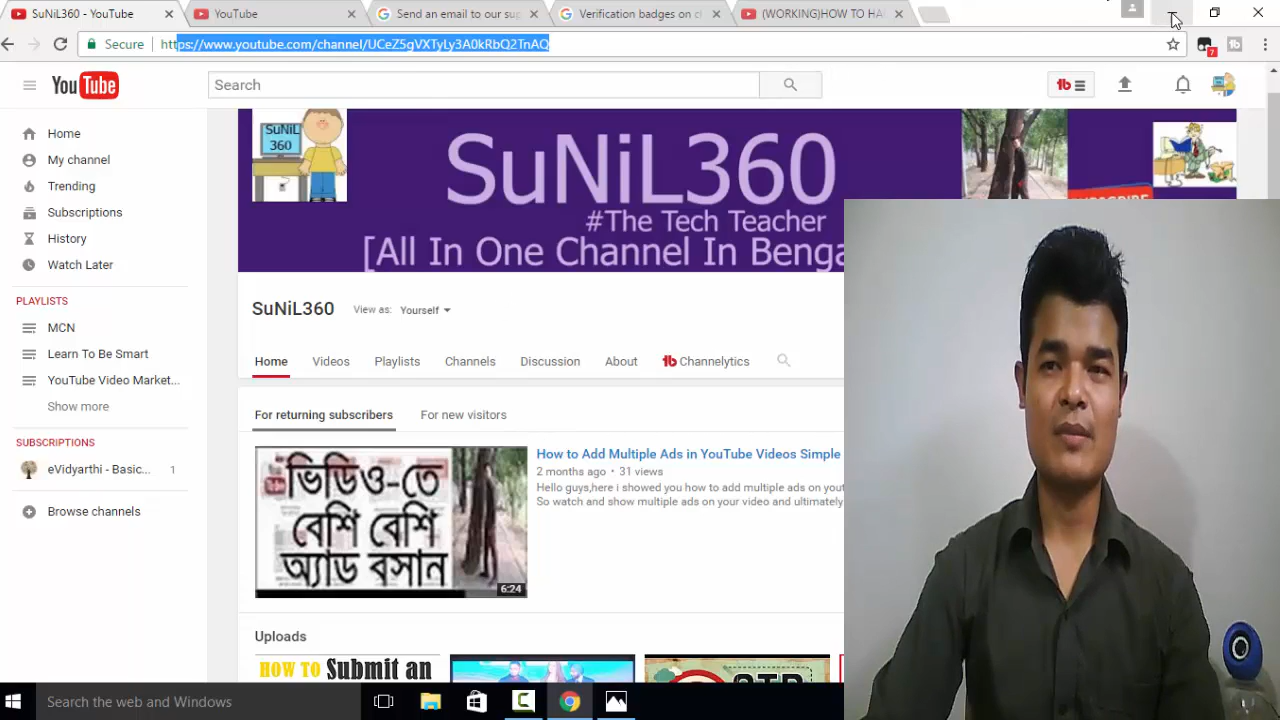 SuNiL360 - YouTube
YouTube
Send an email to our su
Verification badges on c
(WORKING)HOW TO HA
Secure
https://www.youtube.com/channel/UCeZ5gVXTyLy3A0kRbQ2TnAQ
7
YouTube
Search
Home
My channel
Trending
Subscriptions
History
Watch Later
PLAYLISTS
MCN
Learn To Be Smart
YouTube Video Market...
Show more
SUBSCRIPTIONS
eVidyarthi - Basic... 1
Browse channels
SuNiL
360
SuNiL360
#The Tech Teacher
[All In One Channel In Benga
SUBSCRIBE
SuNiL360
View as: Yourself
Home
Videos
Playlists
Channels
Discussion
About
Channelytics
For returning subscribers
For new visitors
ভিডিও-তে
বেশি বেশি
অ্যাড বসান
6:24
How to Add Multiple Ads in YouTube Videos Simple
2 months ago • 31 views
Hello guys,here i showed you how to add multiple ads on yout
So watch and show multiple ads on your video and ultimately
Uploads
HOW TO Submit an
Search the web and Windows